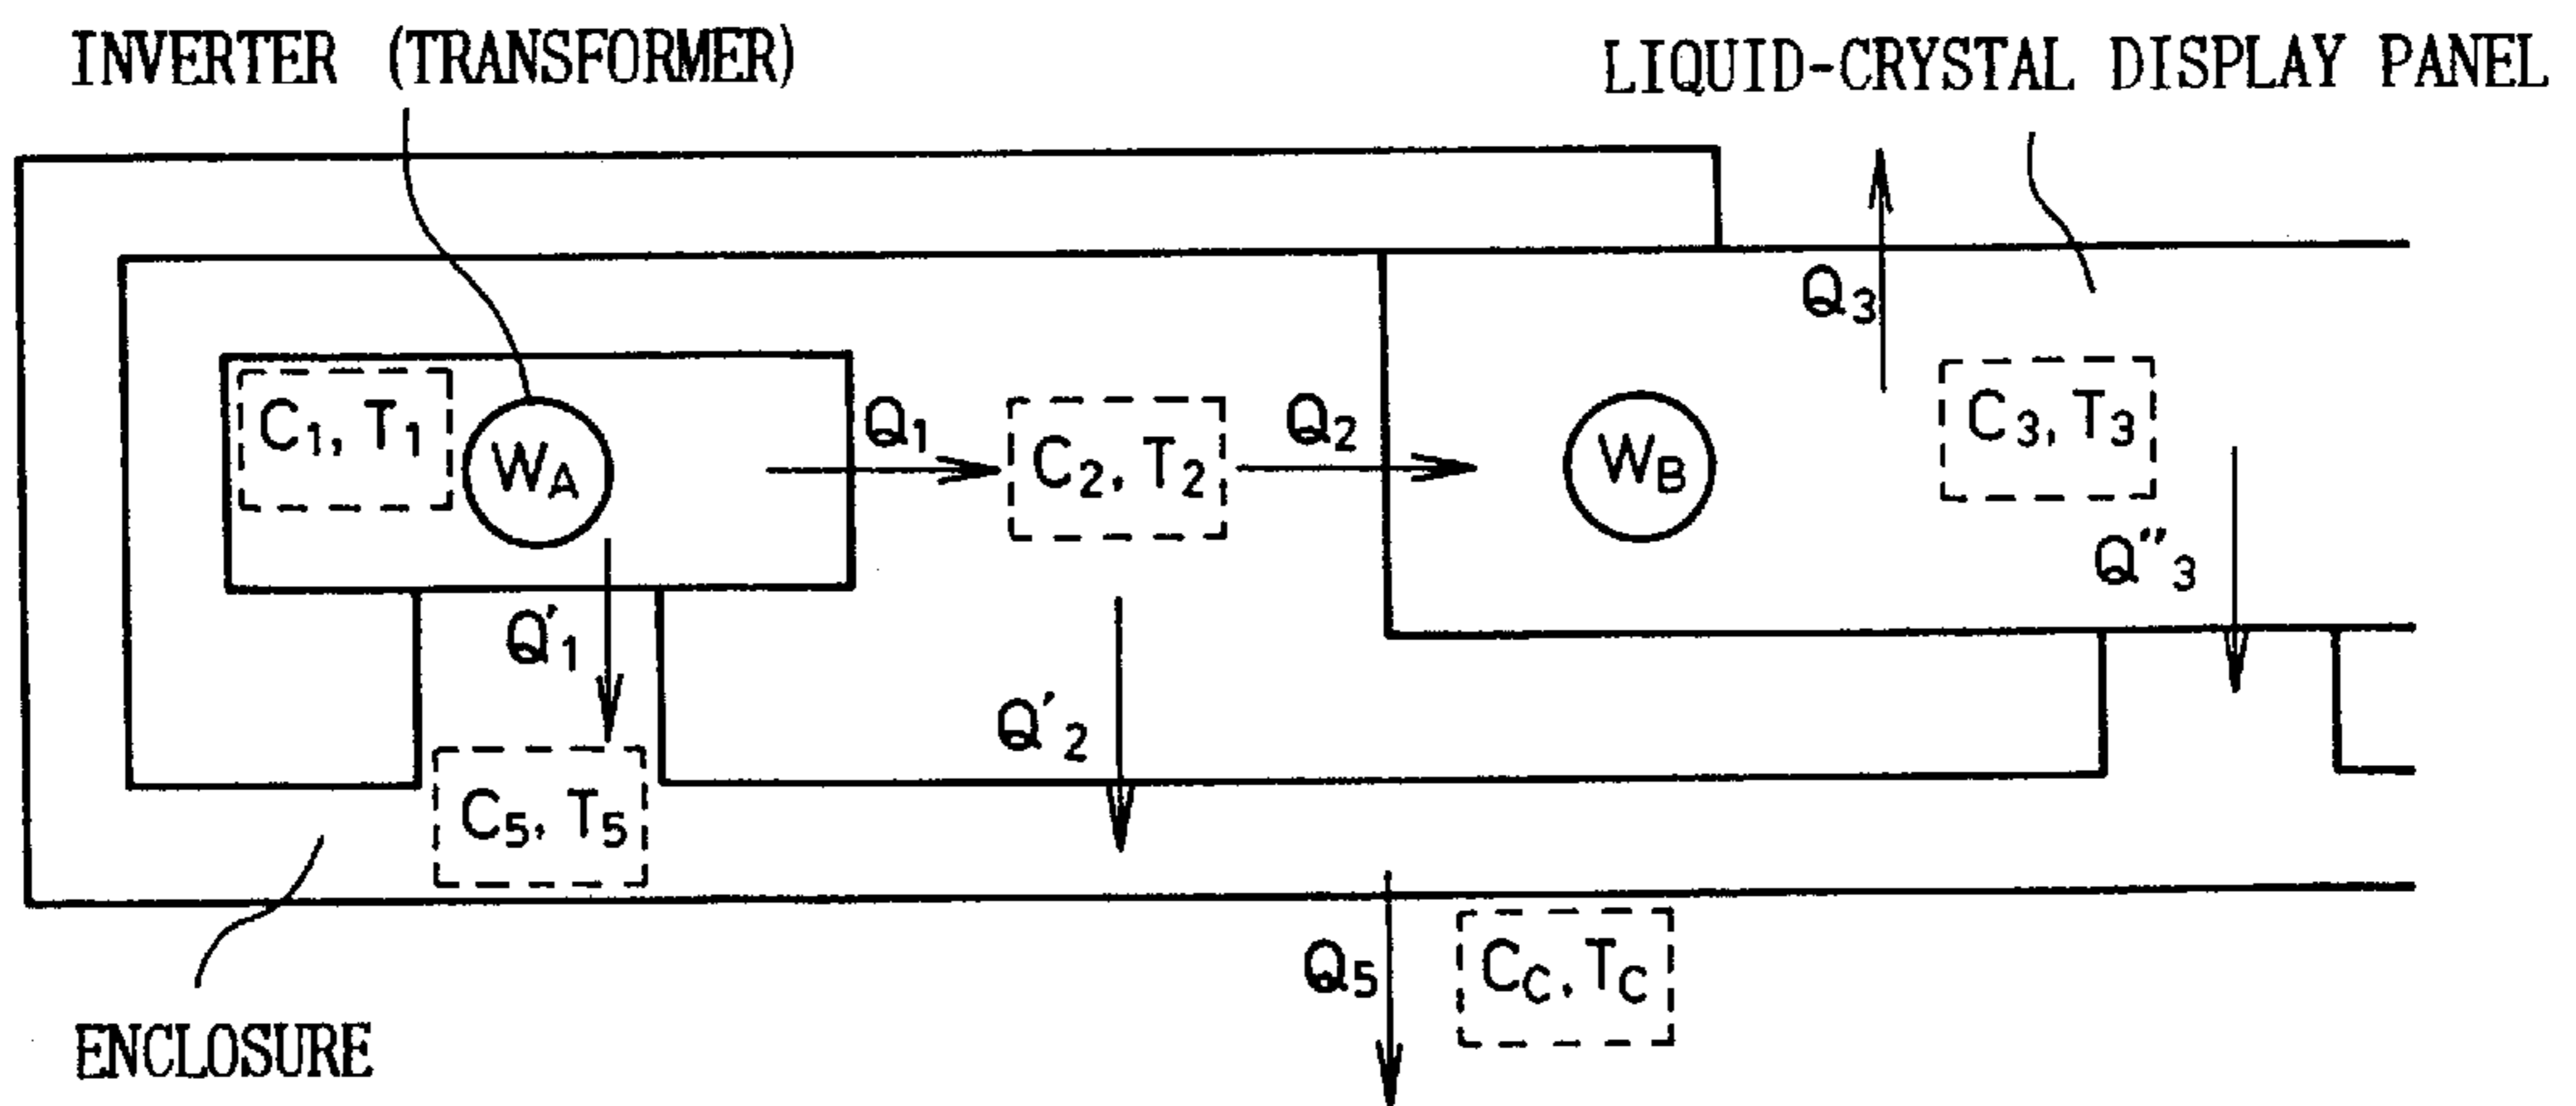 INVERTER (TRANSFORMER)
LIQUID-CRYSTAL DISPLAY PANEL
Q3
C1, T1
WA
Q1
C2, T2
Q2
WB
C3, T3
Q"3
Q'1
Q'2
C5, T5
Q5
CC, TC
ENCLOSURE